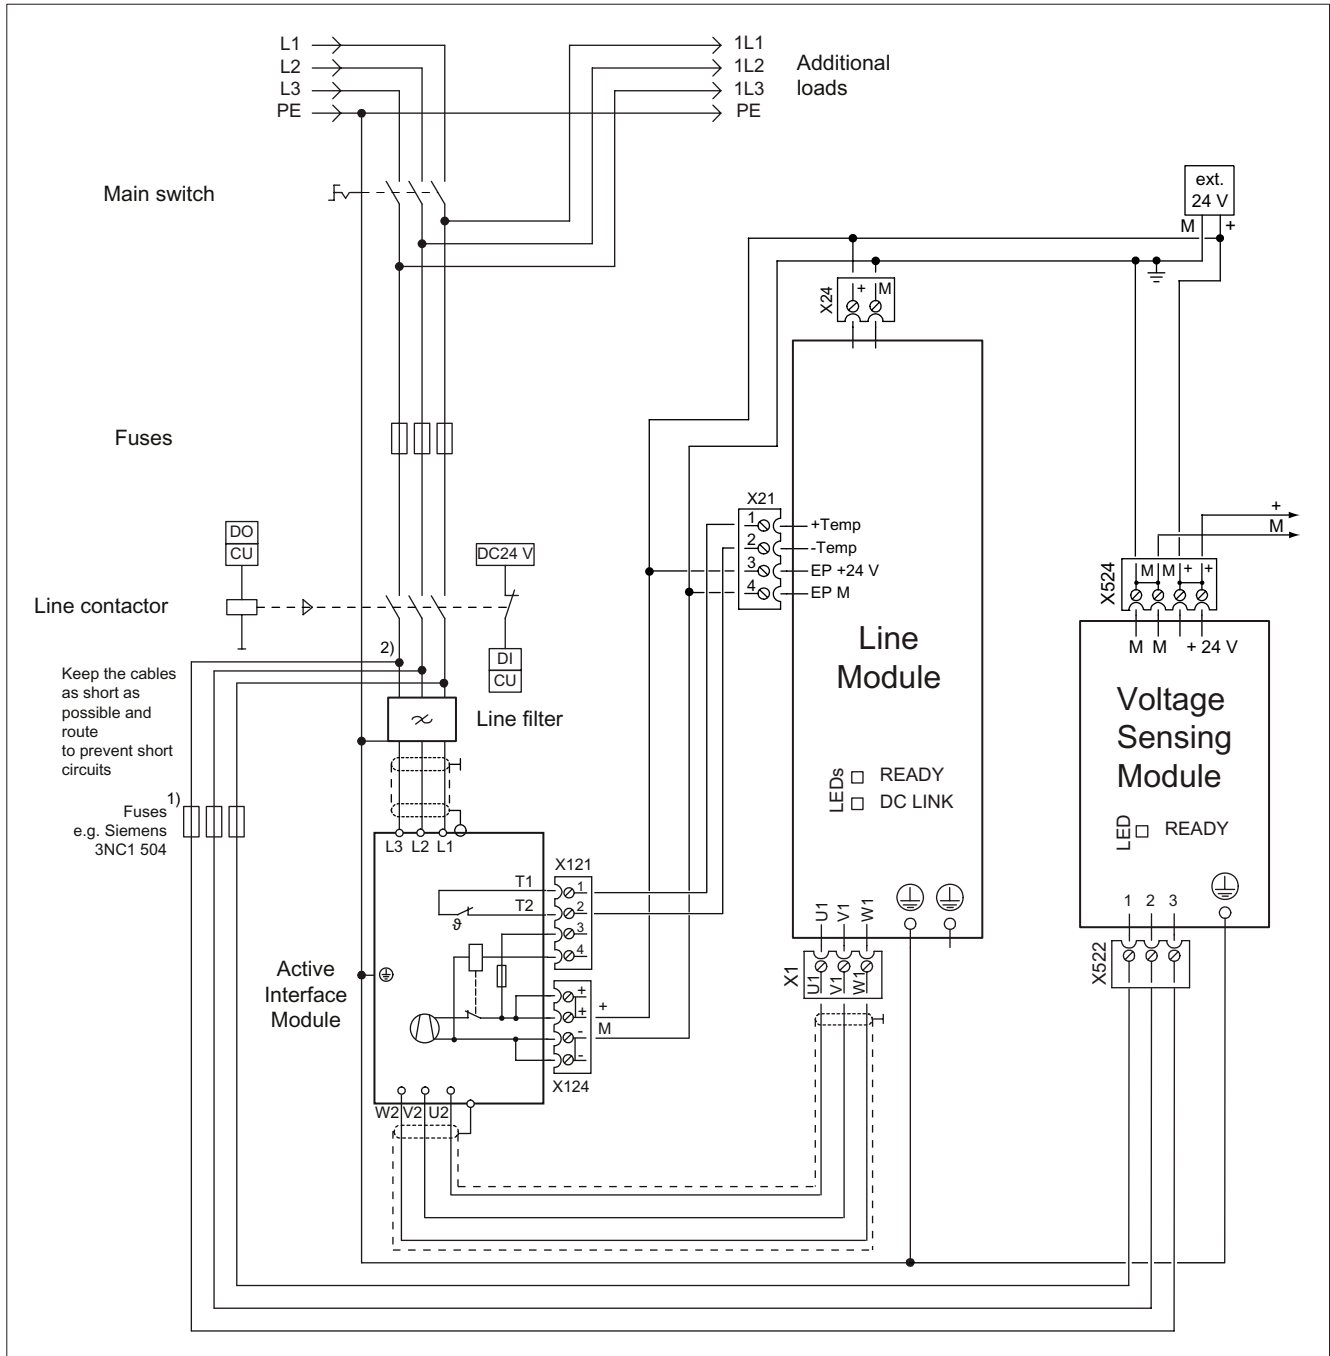 L1
L2
L3
PE
1L1
1L2
1L3
PE
Additional
loads
Main switch
ext.
24 V
M
+
X24
+
M
Fuses
X21
1
2
3
4
+Temp
-Temp
EP +24 V
EP M
DO
CU
DC24 V
Line contactor
DI
CU
2)
Keep the cables
as short as
possible and
route
to prevent short
circuits
Line filter
1)
Fuses
e.g. Siemens
3NC1 504
Line
Module
LEDs
READY
DC LINK
+
M
X524
M
M
+
+
M
M
+ 24 V
Voltage
Sensing
Module
LED
READY
1
2
3
X522
L3
L2
L1
X121
T1
T2
1
2
3
4
ϑ
Active
Interface
Module
+
+
-
-
+
M
X124
W2
V2
U2
U1
V1
W1
X1
U1
V1
W1